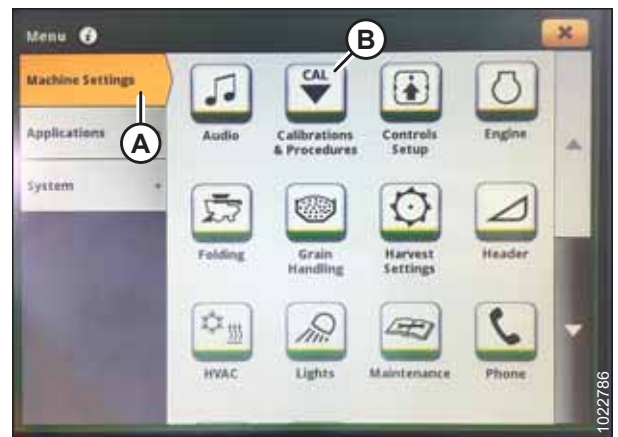 Menu i
B
Machine Settings
A
Applications
System
CAL
Audio
Calibrations
& Procedures
Controls
Setup
Engine
Folding
Grain
Handling
Harvest
Settings
Header
HVAC
Lights
Maintenance
Phone
1022786